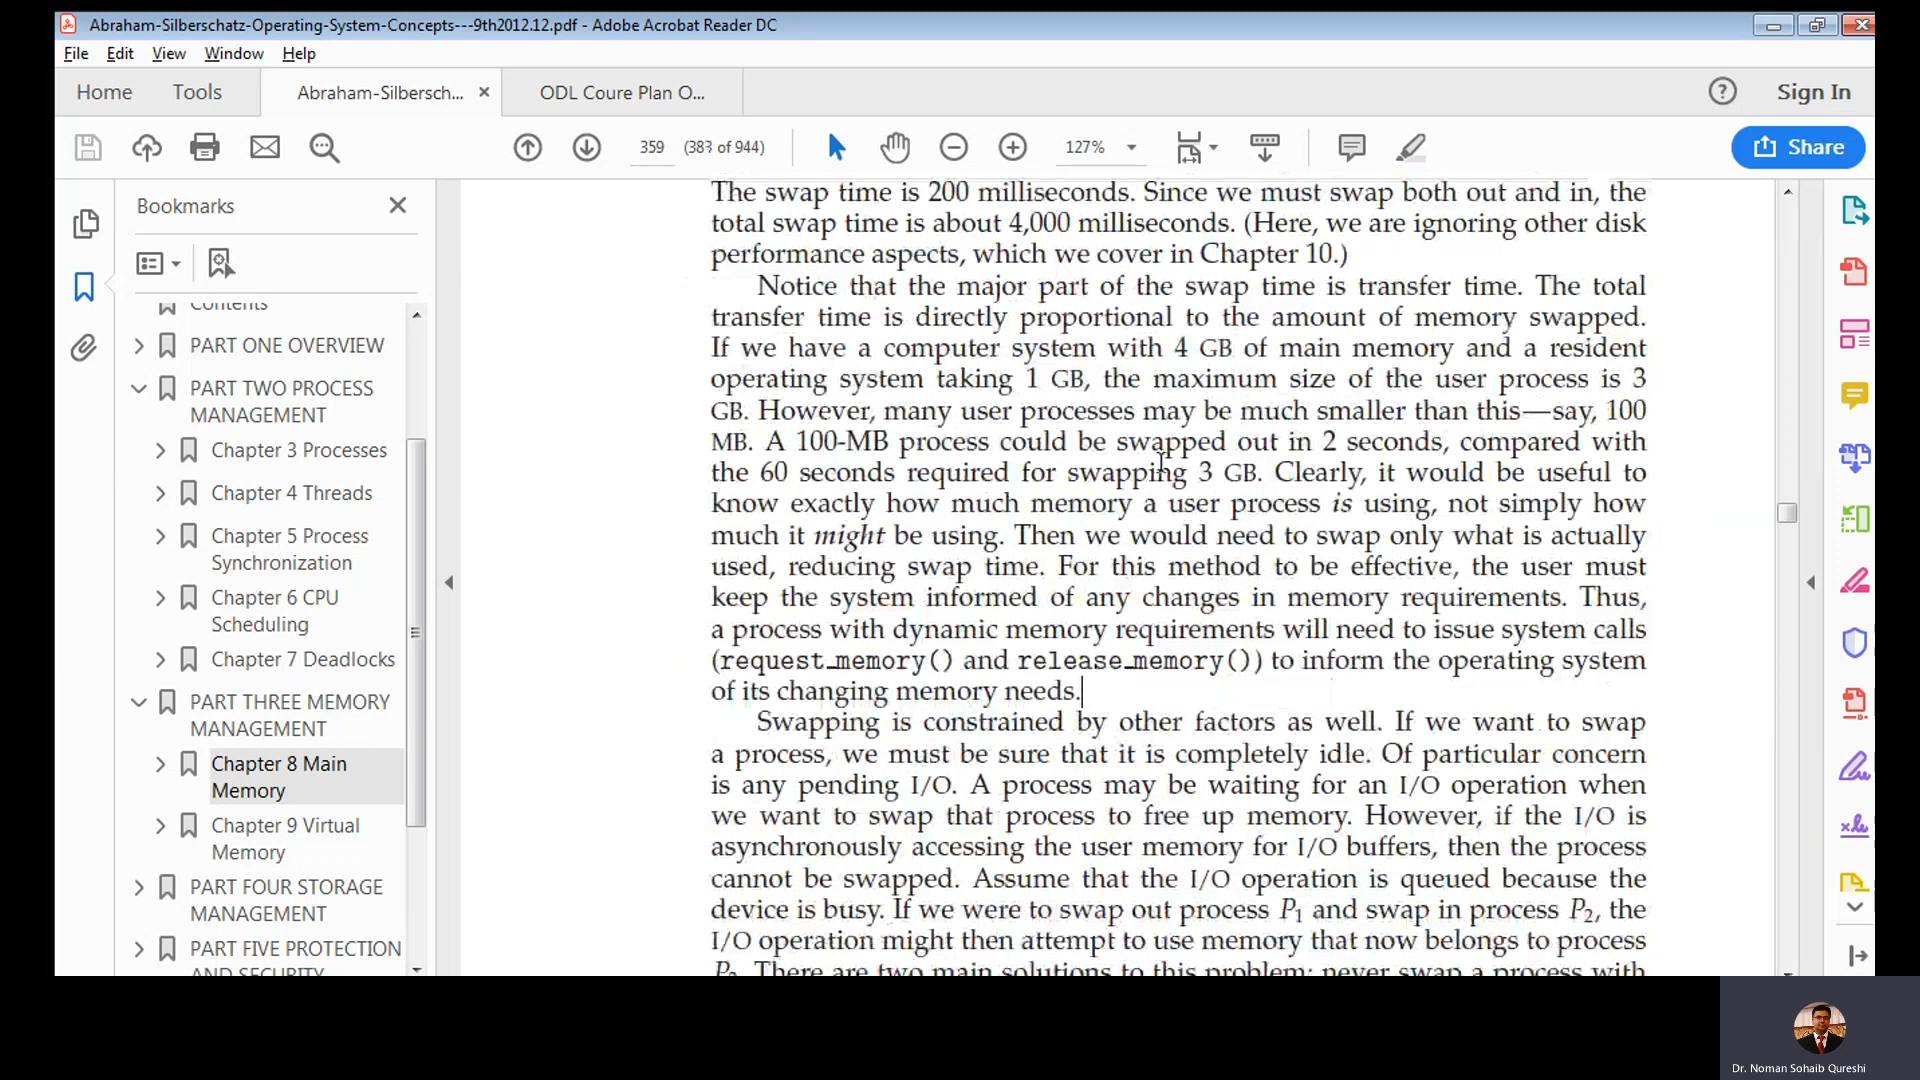 Abraham-Silberschatz-Operating-System-Concepts---9th2012.12.pdf - Adobe Acrobat Reader DC
File Edit View Window Help
Home Tools Abraham-Silbersch... ODL Coure Plan O... Sign In
359 (383 of 944) 127% Share
Bookmarks
Contents
PART ONE OVERVIEW
PART TWO PROCESS
MANAGEMENT
Chapter 3 Processes
Chapter 4 Threads
Chapter 5 Process
Synchronization
Chapter 6 CPU
Scheduling
Chapter 7 Deadlocks
PART THREE MEMORY
MANAGEMENT
Chapter 8 Main
Memory
Chapter 9 Virtual
Memory
PART FOUR STORAGE
MANAGEMENT
PART FIVE PROTECTION
AND SECURITY
The swap time is 200 milliseconds. Since we must swap both out and in, the
total swap time is about 4,000 milliseconds. (Here, we are ignoring other disk
performance aspects, which we cover in Chapter 10.)
Notice that the major part of the swap time is transfer time. The total
transfer time is directly proportional to the amount of memory swapped.
If we have a computer system with 4 GB of main memory and a resident
operating system taking 1 GB, the maximum size of the user process is 3
GB. However, many user processes may be much smaller than this—say, 100
MB. A 100-MB process could be swapped out in 2 seconds, compared with
the 60 seconds required for swapping 3 GB. Clearly, it would be useful to
know exactly how much memory a user process is using, not simply how
much it might be using. Then we would need to swap only what is actually
used, reducing swap time. For this method to be effective, the user must
keep the system informed of any changes in memory requirements. Thus,
a process with dynamic memory requirements will need to issue system calls
(request_memory() and release_memory()) to inform the operating system
of its changing memory needs.
Swapping is constrained by other factors as well. If we want to swap
a process, we must be sure that it is completely idle. Of particular concern
is any pending I/O. A process may be waiting for an I/O operation when
we want to swap that process to free up memory. However, if the I/O is
asynchronously accessing the user memory for I/O buffers, then the process
cannot be swapped. Assume that the I/O operation is queued because the
device is busy. If we were to swap out process P1 and swap in process P2, the
I/O operation might then attempt to use memory that now belongs to process
P2. There are two main solutions to this problem: never swap a process with
Dr. Noman Sohaib Qureshi